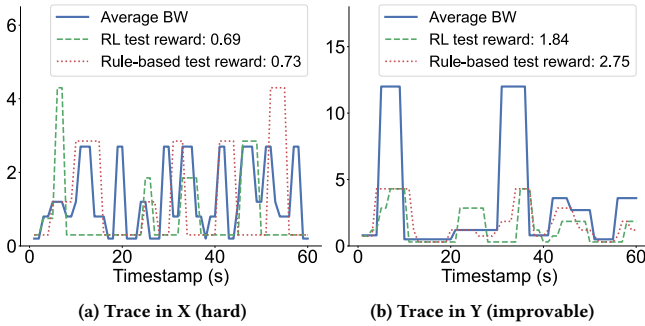 Average BW
RL test reward: 0.69
Rule-based test reward: 0.73
6
4
2
0
0
20
40
60
Timestamp (s)
(a) Trace in X (hard)
Average BW
RL test reward: 1.84
Rule-based test reward: 2.75
15
10
5
0
0
20
40
60
Timestamp (s)
(b) Trace in Y (improvable)